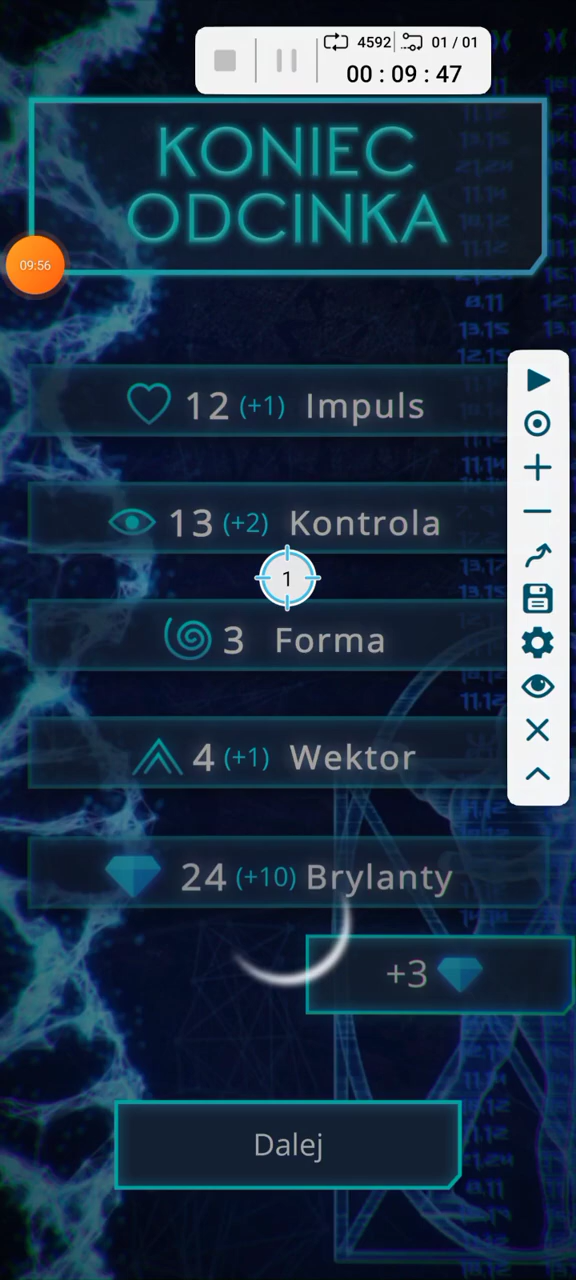 4592 01 / 01
00 : 09 : 47
KONIEC
ODCINKA
09:56
12 (+1) Impuls
13 (+2) Kontrola
1
3 Forma
4 (+1) Wektor
24 (+10) Brylanty
+3
Dalej